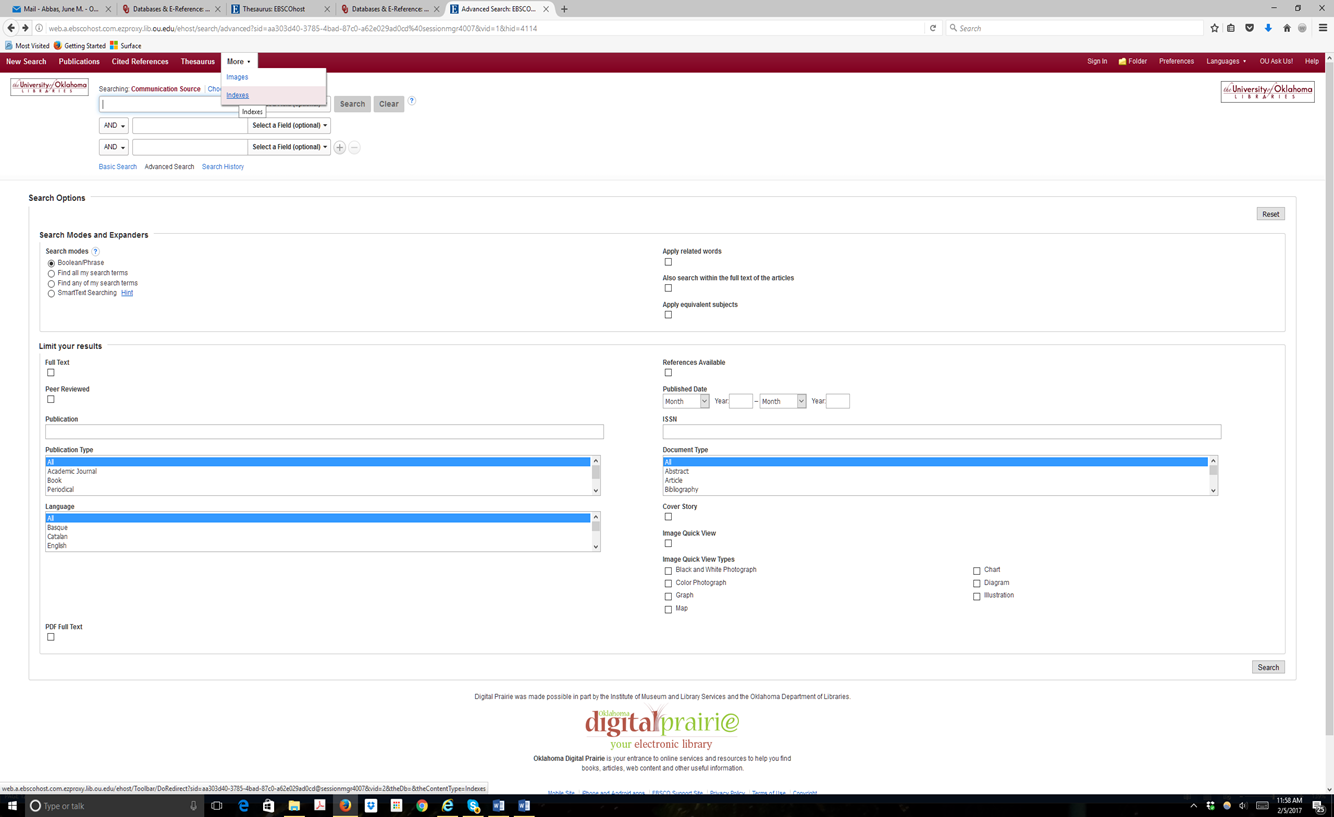 Mail - Abbas, June M. - O...
Databases & E-Reference: ...
Thesaurus: EBSCOhost
Databases & E-Reference: ...
Advanced Search: EBSCO...
web.a.ebscohost.com.ezproxy.lib.ou.edu/ehost/search/advanced?sid=aa303d40-3785-4bad-87c0-a62e029ad0cd%40sessionmgr4007&vid=1&hid=4114
Search
Most Visited Getting Started Surface
New Search Publications Cited References Thesaurus More
Sign In Folder Preferences Languages OU Ask Us! Help
Images
Indexes
Indexes
the University of Oklahoma
LIBRARIES
the University of Oklahoma
LIBRARIES
Searching: Communication Source
Search Clear ?
AND Select a Field (optional)
AND Select a Field (optional)
Basic Search Advanced Search Search History
Search Options
Reset
Search Modes and Expanders
Search modes ?
Boolean/Phrase
Find all my search terms
Find any of my search terms
SmartText Searching Hint
Apply related words
Also search within the full text of the articles
Apply equivalent subjects
Limit your results
Full Text
References Available
Peer Reviewed
Published Date
Month Year: – Month Year:
Publication
ISSN
Publication Type
All
Academic Journal
Book
Periodical
Document Type
All
Abstract
Article
Bibliography
Language
All
Basque
Catalan
English
Cover Story
Image Quick View
Image Quick View Types
Black and White Photograph Chart
Color Photograph Diagram
Graph Illustration
Map
PDF Full Text
Search
Digital Prairie was made possible in part by the Institute of Museum and Library Services and the Oklahoma Department of Libraries.
Oklahoma
digitalprairie
your electronic library
Oklahoma Digital Prairie is your entrance to online services and resources to help you find
books, articles, web content and other useful information.
Mobile Site iPhone and Android apps EBSCO Support Site Privacy Policy Terms of Use Copyright
web.a.ebscohost.com.ezproxy.lib.ou.edu/ehost/Toolbar/DoRedirect?sid=aa303d40-3785-4bad-87c0-a62e029ad0cd@sessionmgr4007&vid=2&theDb=&theContentType=Indexes
Type or talk
11:58 AM
2/5/2017
25